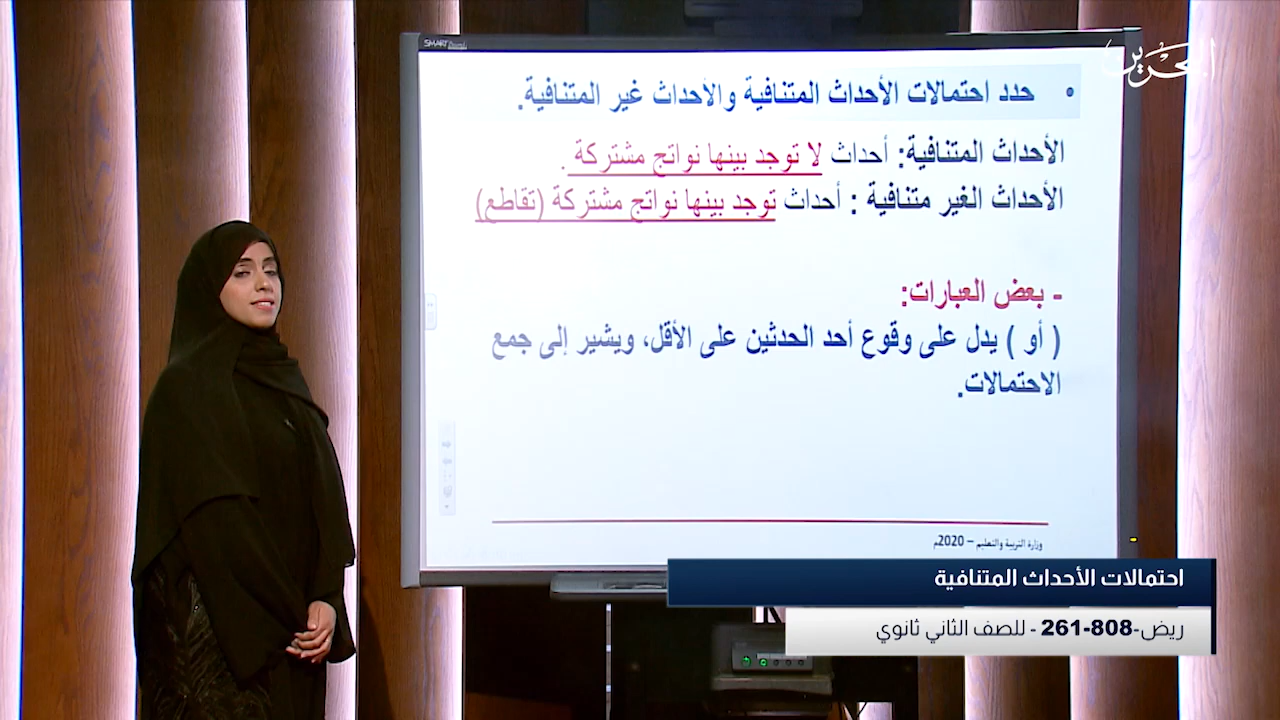 SMART
البحرين
• حدد احتمالات الأحداث المتنافية والأحداث غير المتنافية.
الأحداث المتنافية: أحداث لا توجد بينها نواتج مشتركة .
الأحداث الغير متنافية : أحداث توجد بينها نواتج مشتركة (تقاطع)
- بعض العبارات:
( أو ) يدل على وقوع أحد الحدثين على الأقل، ويشير إلى جمع
الاحتمالات.
وزارة التربية والتعليم – 2020م
احتمالات الأحداث المتنافية
ريض-808-261 - للصف الثاني ثانوي